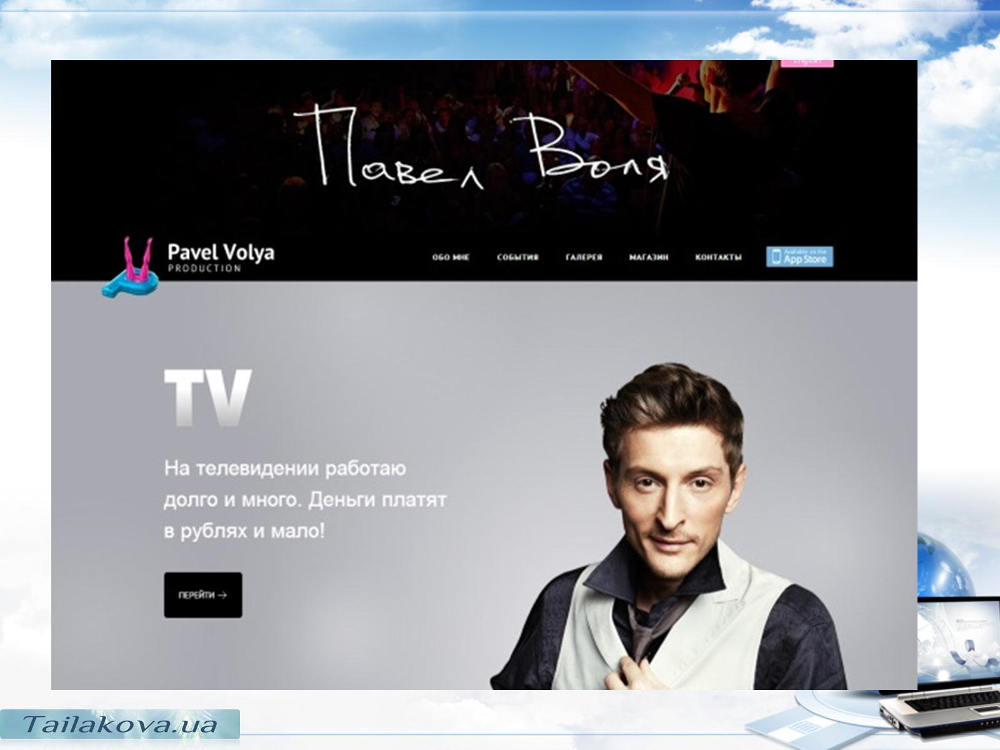 Павел Воля
Pavel Volya
PRODUCTION
ОБО МНЕ
СОБЫТИЯ
ГАЛЕРЕЯ
МАГАЗИН
КОНТАКТЫ
Available on the
App Store
TV
На телевидении работаю
долго и много. Деньги платят
в рублях и мало!
ПЕРЕЙТИ →
Tailakova.ua